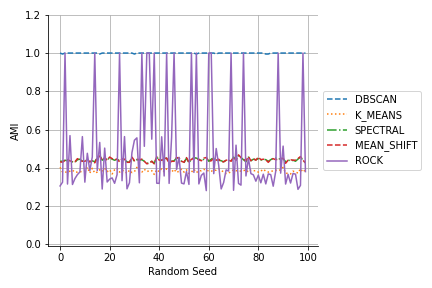 1.2
1.0
0.8
0.6
0.4
0.2
0.0
AMI
0 20 40 60 80 100
Random Seed
DBSCAN
K_MEANS
SPECTRAL
MEAN_SHIFT
ROCK